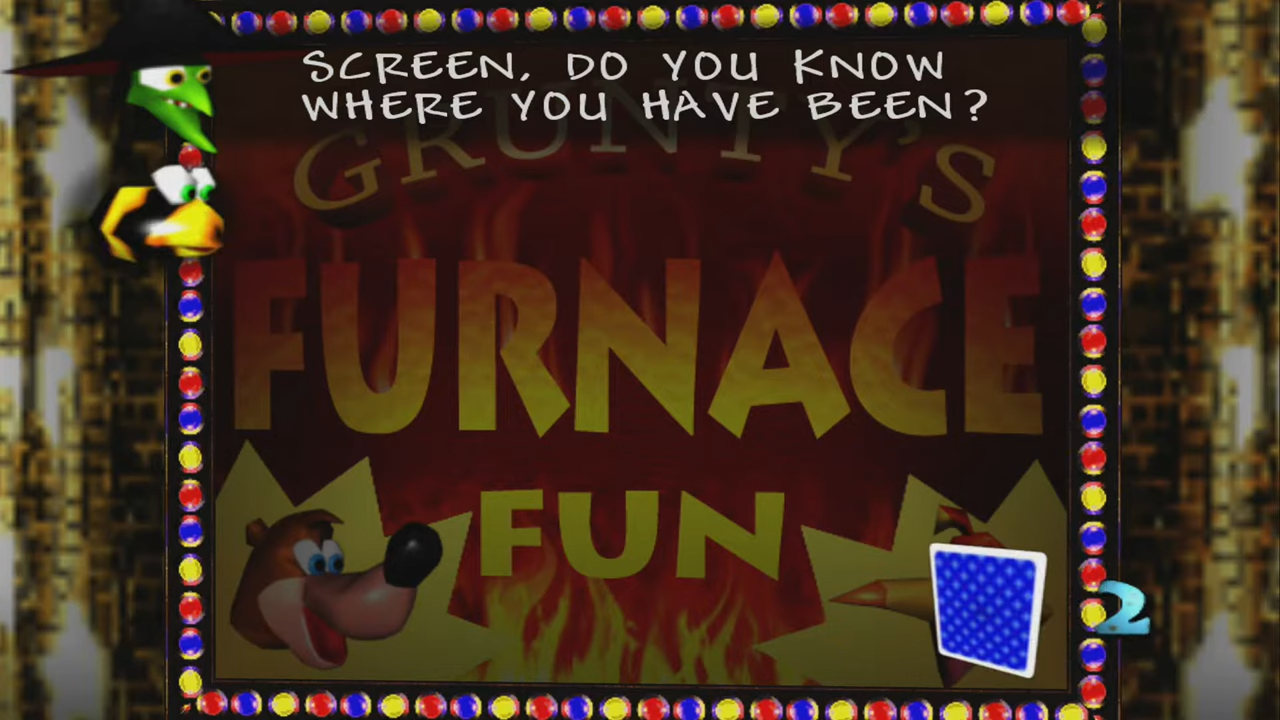 SCREEN, DO YOU KNOW
WHERE YOU HAVE BEEN?
GRUNTY'S
FURNACE
FUN
2